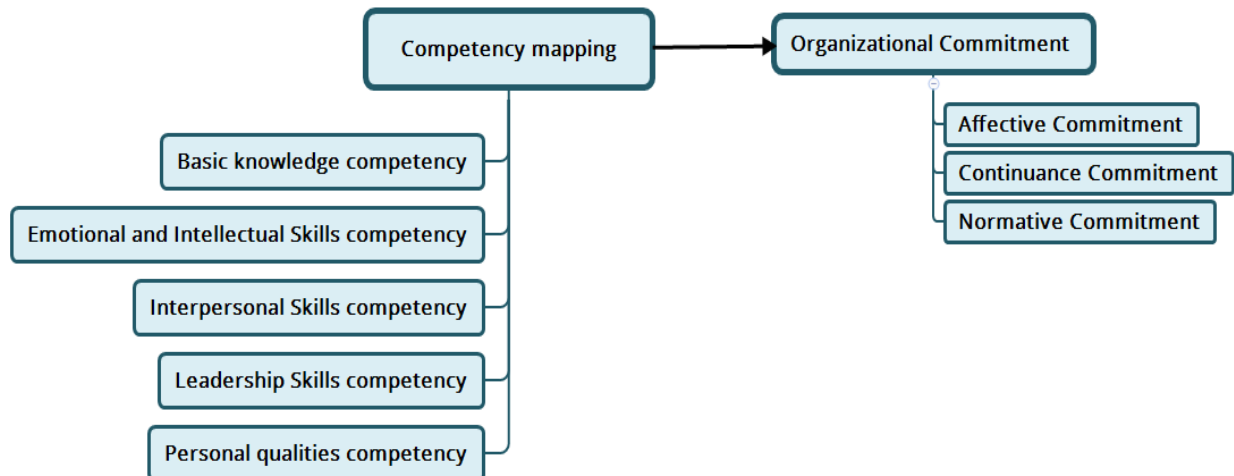 Competency mapping
Organizational Commitment
Basic knowledge competency
Emotional and Intellectual Skills competency
Interpersonal Skills competency
Leadership Skills competency
Personal qualities competency
Affective Commitment
Continuance Commitment
Normative Commitment